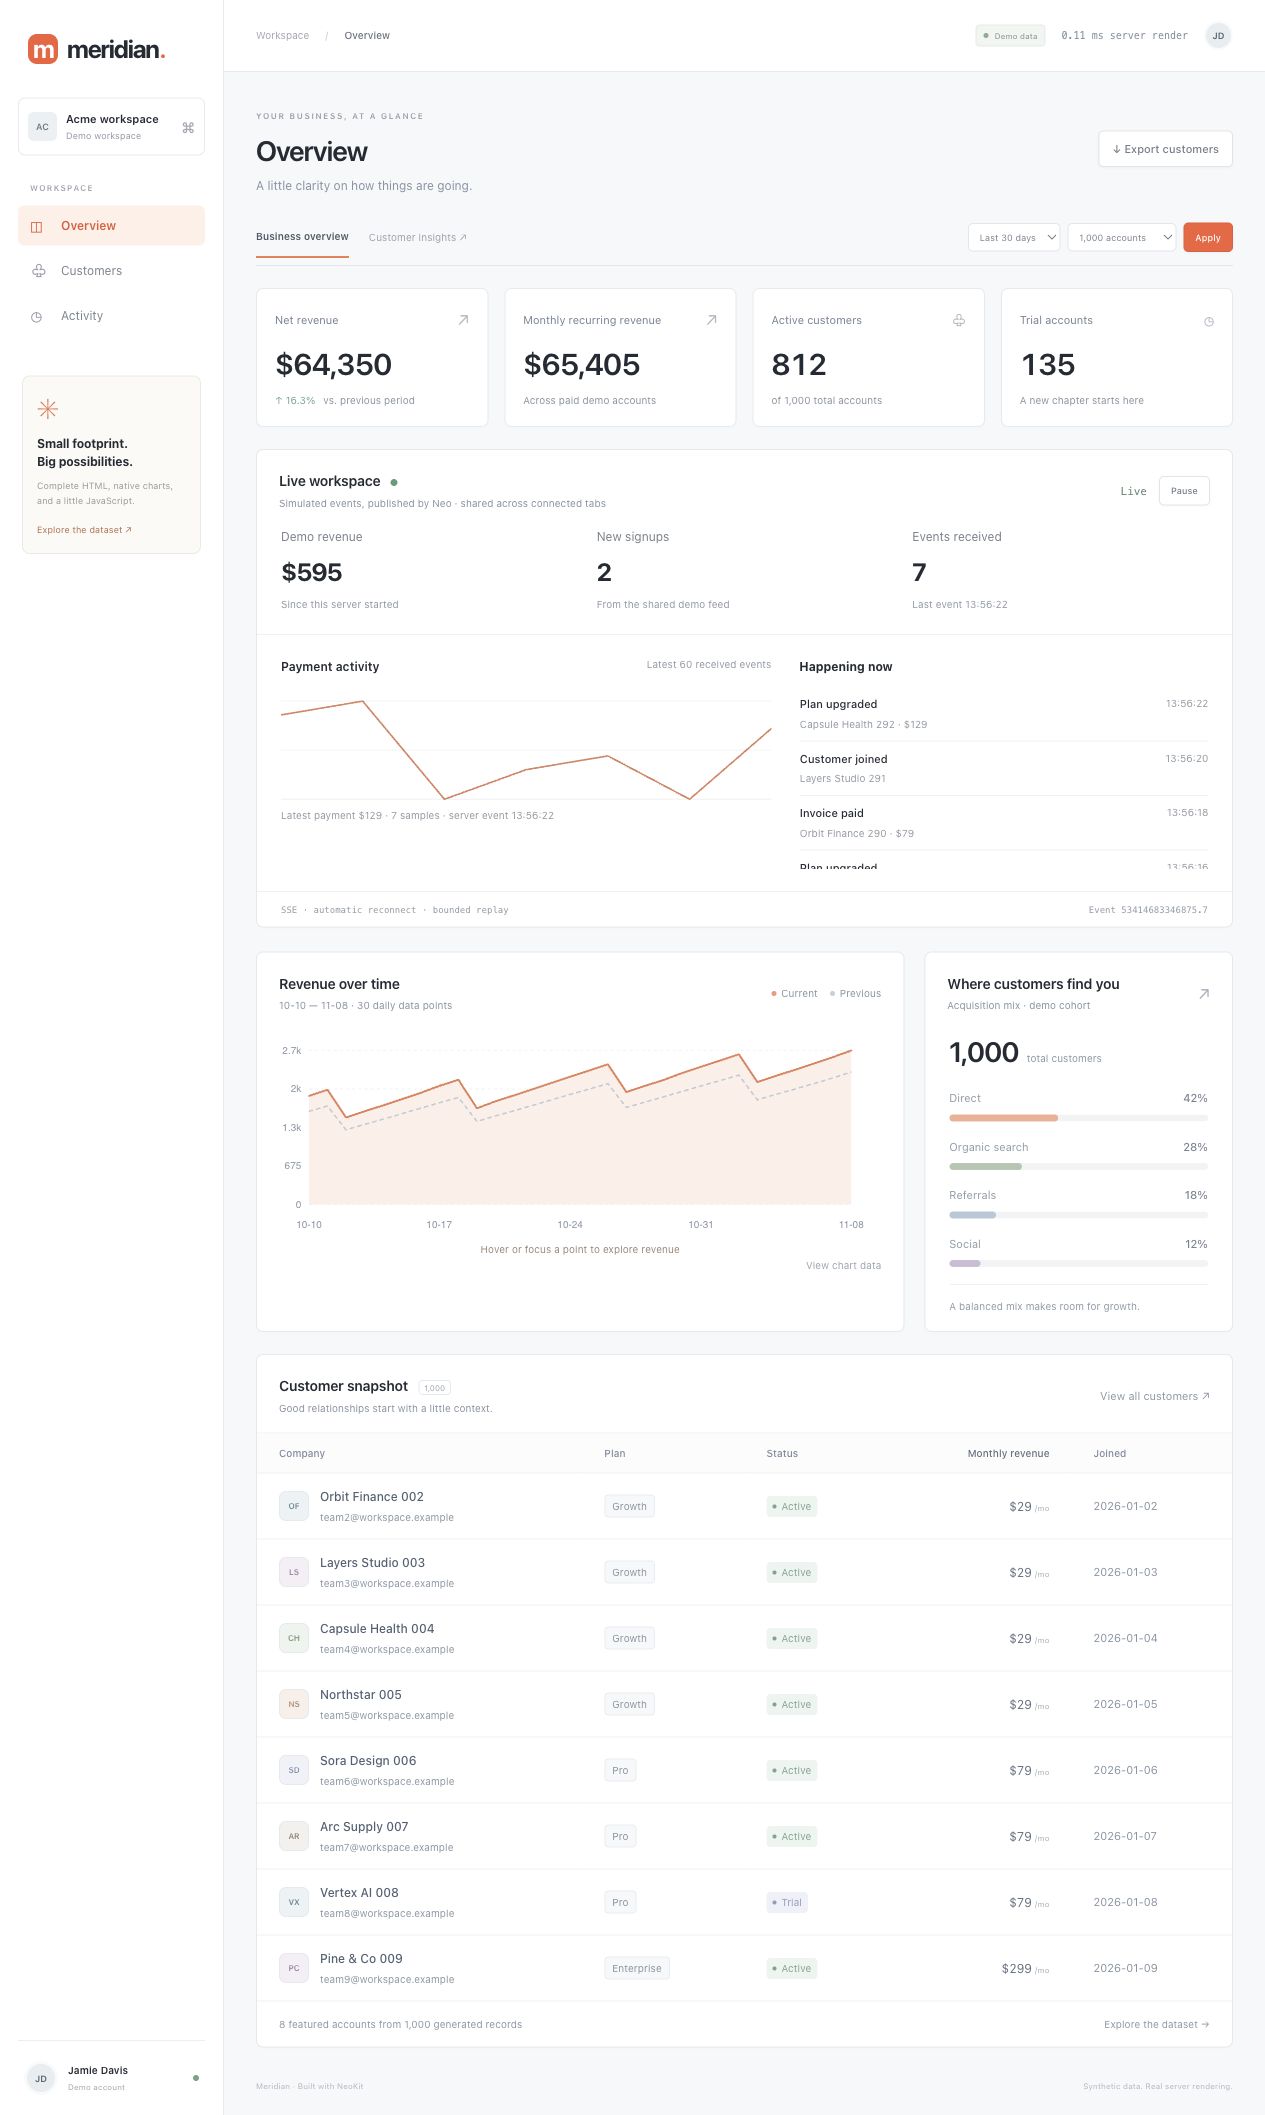 m meridian.
AC
Acme workspace
Demo workspace
⌘
WORKSPACE
Overview
Customers
Activity
Small footprint.
Big possibilities.
Complete HTML, native charts,
and a little JavaScript.
Explore the dataset ↗
JD
Jamie Davis
Demo account
Workspace / Overview
Demo data
0.11 ms server render
JD
YOUR BUSINESS, AT A GLANCE
Overview
A little clarity on how things are going.
↓ Export customers
Business overview
Customer insights ↗
Last 30 days
1,000 accounts
Apply
Net revenue ↗
$64,350
↑ 16.3% vs. previous period
Monthly recurring revenue ↗
$65,405
Across paid demo accounts
Active customers
812
of 1,000 total accounts
Trial accounts
135
A new chapter starts here
Live workspace
Simulated events, published by Neo · shared across connected tabs
Live
Pause
Demo revenue
$595
Since this server started
New signups
2
From the shared demo feed
Events received
7
Last event 13:56:22
Payment activity
Latest 60 received events
Latest payment $129 · 7 samples · server event 13:56:22
Happening now
Plan upgraded 13:56:22
Capsule Health 292 · $129
Customer joined 13:56:20
Layers Studio 291
Invoice paid 13:56:18
Orbit Finance 290 · $79
Plan upgraded 13:56:16
SSE · automatic reconnect · bounded replay
Event 53414683346875.7
Revenue over time
10-10 — 11-08 · 30 daily data points
Current
Previous
2.7k
2k
1.3k
675
0
10-10 10-17 10-24 10-31 11-08
Hover or focus a point to explore revenue
View chart data
Where customers find you
Acquisition mix · demo cohort
↗
1,000 total customers
Direct 42%
Organic search 28%
Referrals 18%
Social 12%
A balanced mix makes room for growth.
Customer snapshot 1,000
Good relationships start with a little context.
View all customers ↗
Company Plan Status Monthly revenue Joined
OF Orbit Finance 002 Growth Active $29 /mo 2026-01-02
team2@workspace.example
LS Layers Studio 003 Growth Active $29 /mo 2026-01-03
team3@workspace.example
CH Capsule Health 004 Growth Active $29 /mo 2026-01-04
team4@workspace.example
NS Northstar 005 Growth Active $29 /mo 2026-01-05
team5@workspace.example
SD Sora Design 006 Pro Active $79 /mo 2026-01-06
team6@workspace.example
AR Arc Supply 007 Pro Active $79 /mo 2026-01-07
team7@workspace.example
VX Vertex AI 008 Pro Trial $79 /mo 2026-01-08
team8@workspace.example
PC Pine & Co 009 Enterprise Active $299 /mo 2026-01-09
team9@workspace.example
8 featured accounts from 1,000 generated records
Explore the dataset →
Meridian · Built with NeoKit
Synthetic data. Real server rendering.